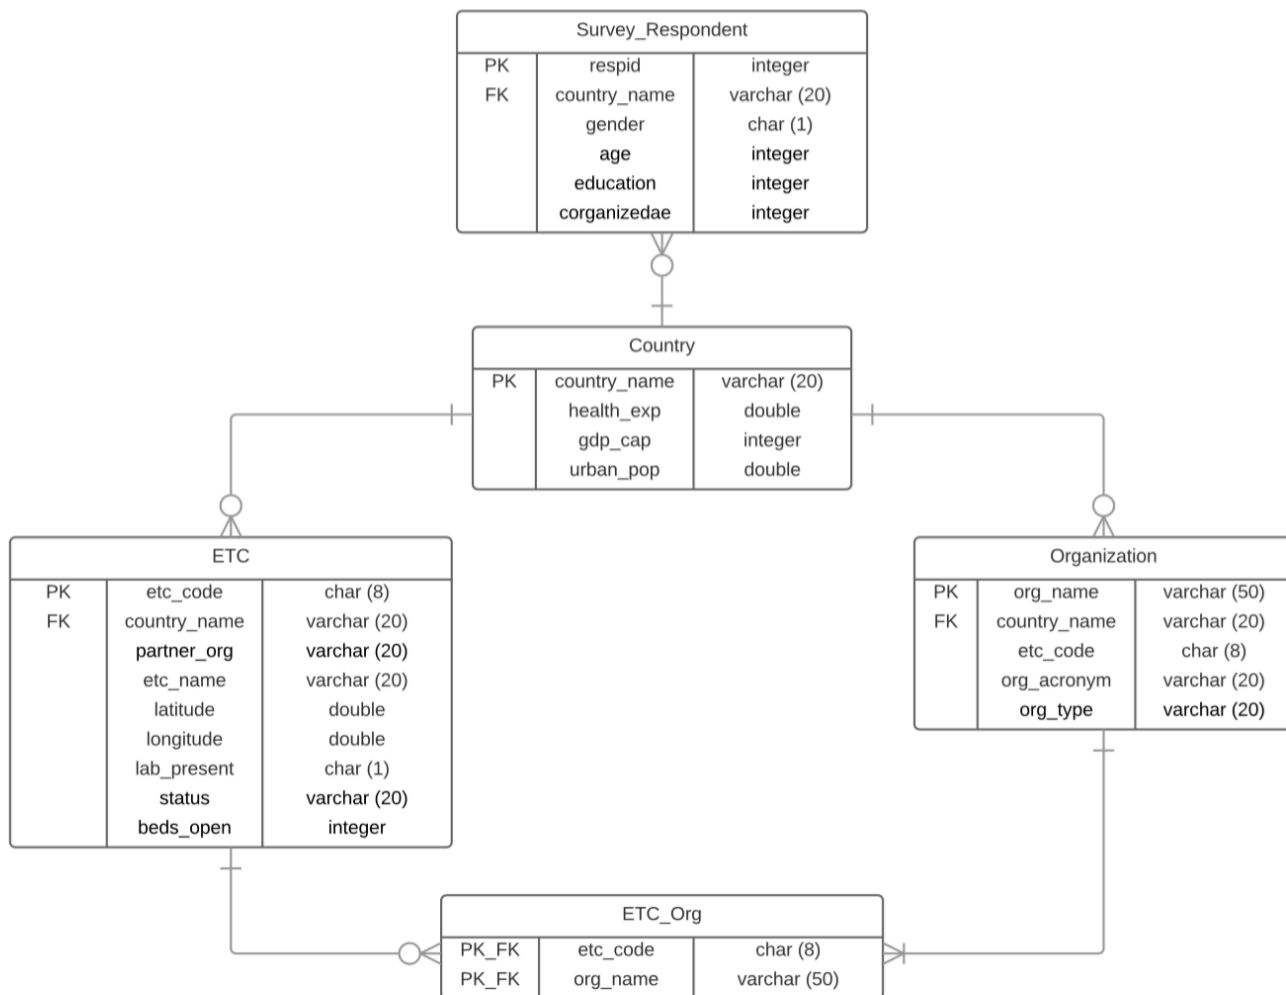 Survey_Respondent
PK respid integer
FK country_name varchar (20)
gender char (1)
age integer
education integer
corganizedae integer
Country
PK country_name varchar (20)
health_exp double
gdp_cap integer
urban_pop double
ETC
PK etc_code char (8)
FK country_name varchar (20)
partner_org varchar (20)
etc_name varchar (20)
latitude double
longitude double
lab_present char (1)
status varchar (20)
beds_open integer
Organization
PK org_name varchar (50)
FK country_name varchar (20)
etc_code char (8)
org_acronym varchar (20)
org_type varchar (20)
ETC_Org
PK_FK etc_code char (8)
PK_FK org_name varchar (50)